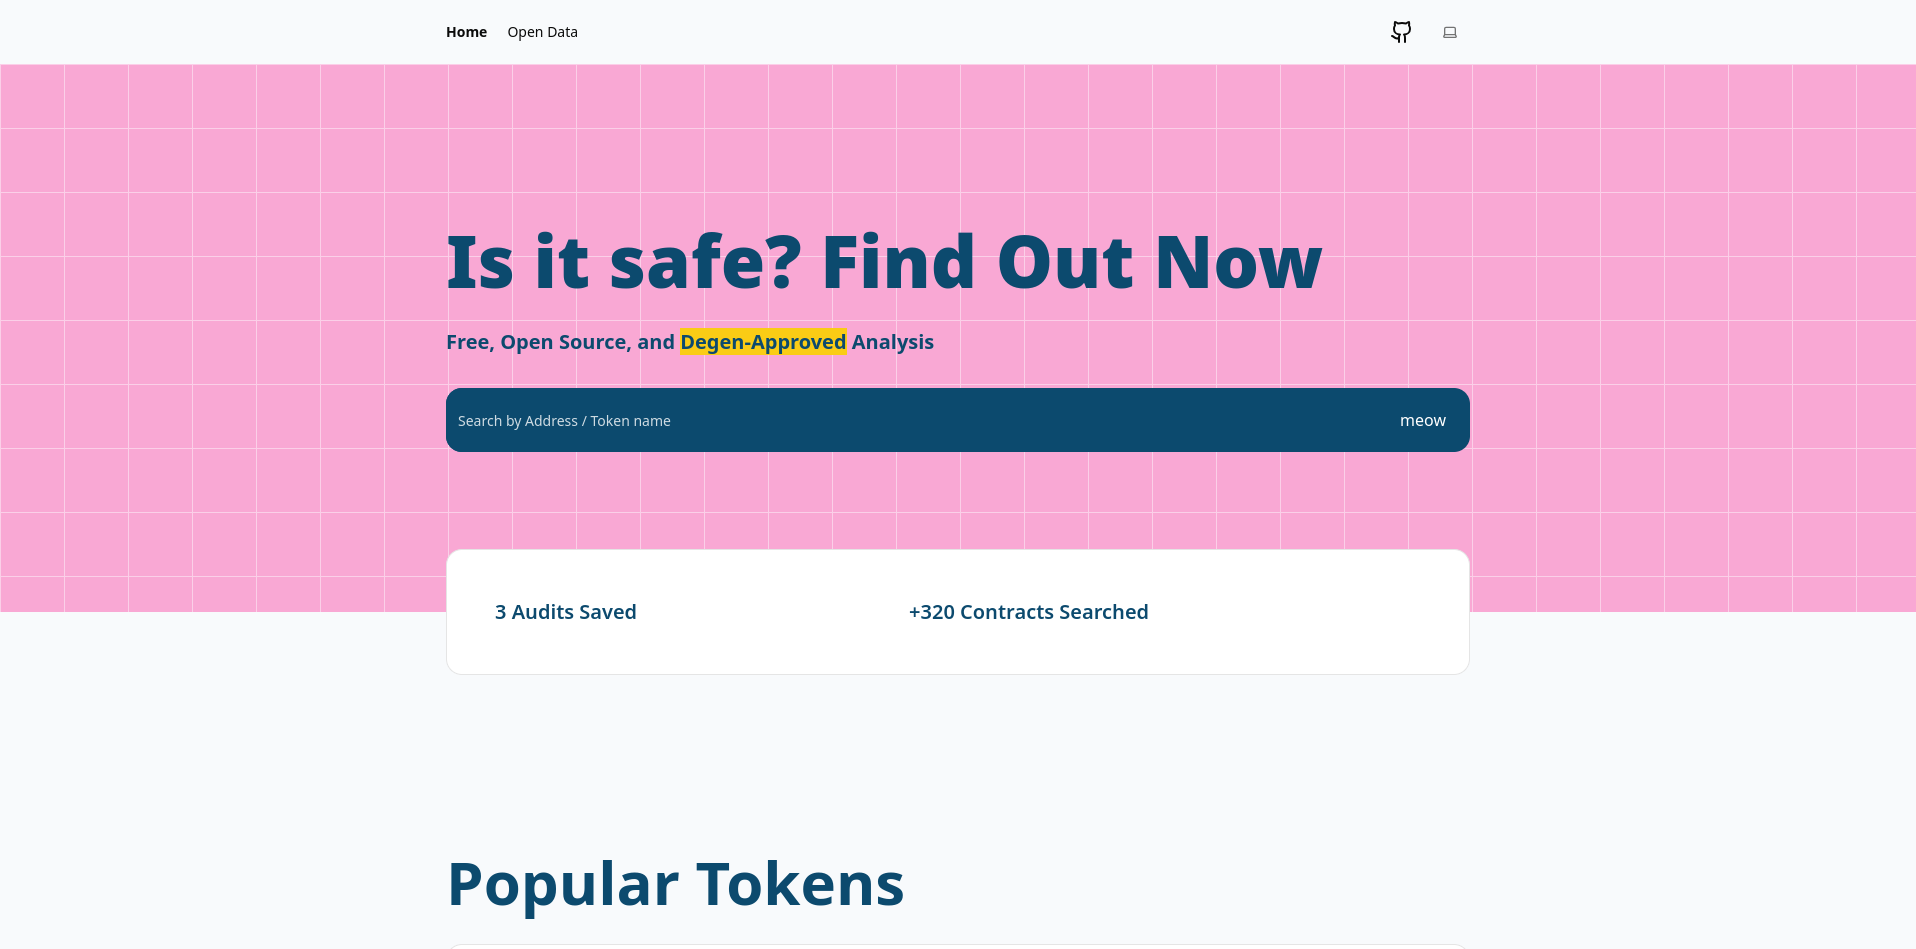 Home
Open Data
Is it safe? Find Out Now
Free, Open Source, and Degen-Approved Analysis
Search by Address / Token name
meow
3 Audits Saved
+320 Contracts Searched
Popular Tokens